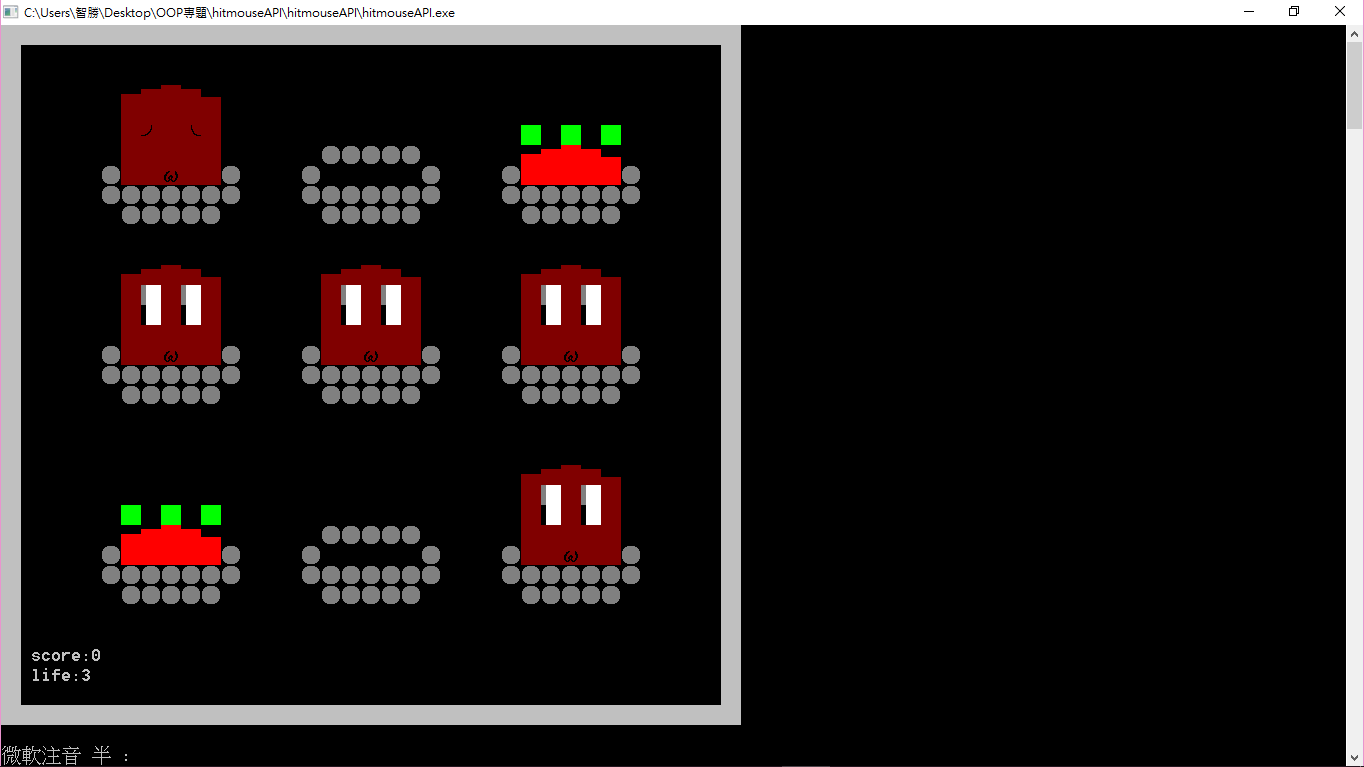 C:\Users\智勝\Desktop\OOP專題\hitmouseAPI\hitmouseAPI\hitmouseAPI.exe
score:0
life:3
微軟注音 半 :